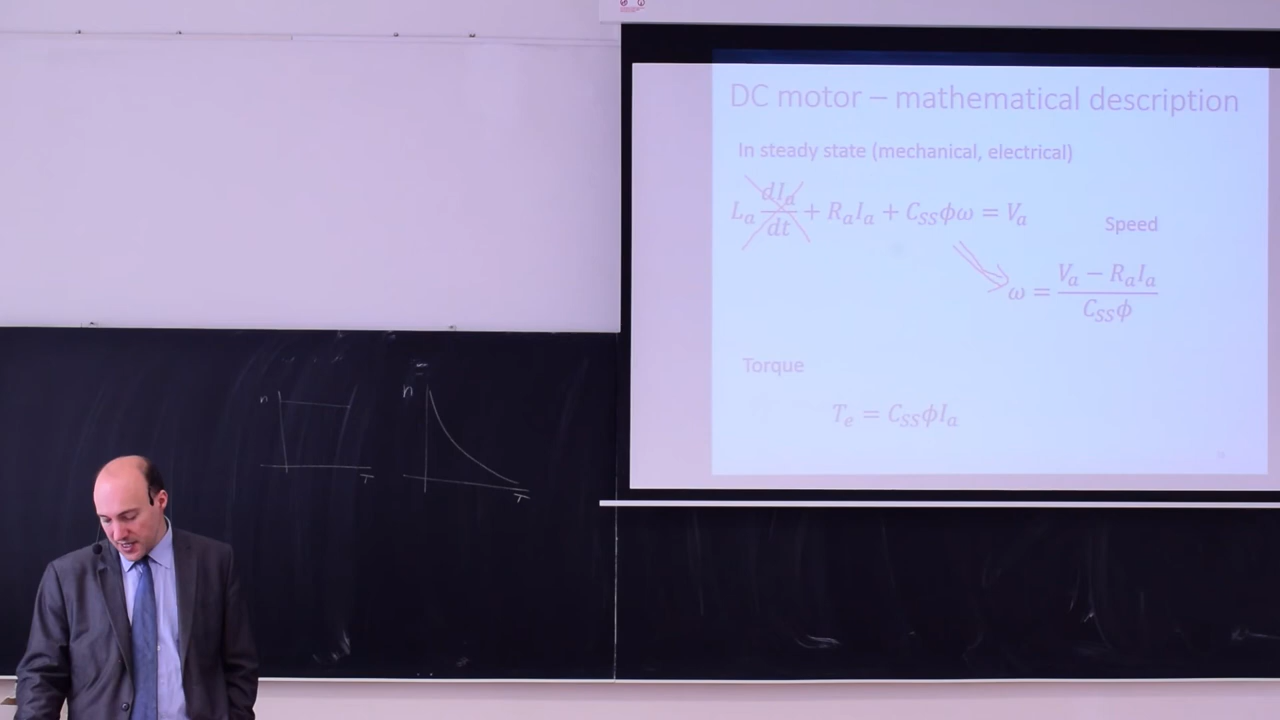 DC motor – mathematical description
In steady state (mechanical, electrical)
L_a dI_a/dt + R_a I_a + C_SS ϕω = V_a
Speed
ω = (V_a − R_a I_a)/(C_SS ϕ)
Torque
T_e = C_SS ϕ I_a
n
T
n
T